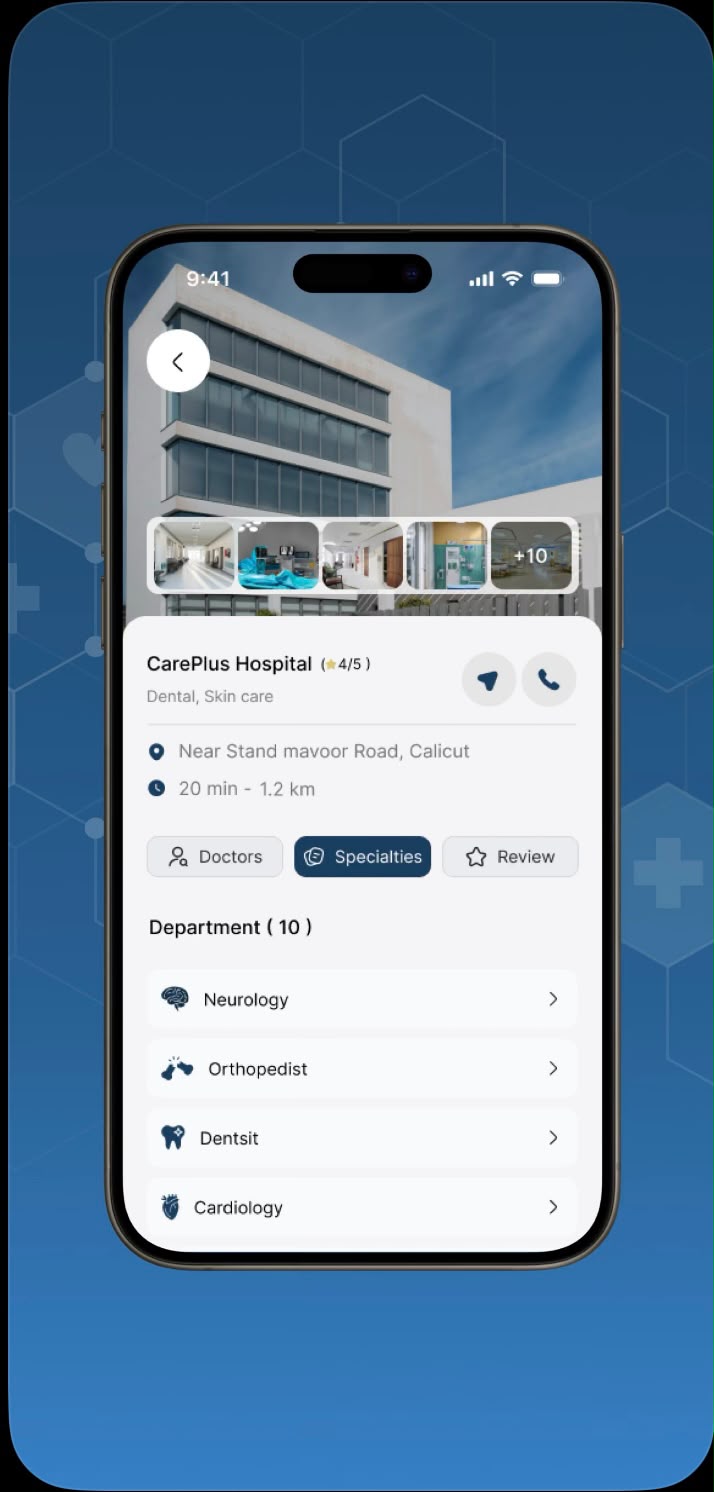 9:41
+10
CarePlus Hospital (⭐4/5 )
Dental, Skin care
Near Stand mavoor Road, Calicut
20 min - 1.2 km
Doctors Specialties Review
Department ( 10 )
Neurology
Orthopedist
Dentsit
Cardiology